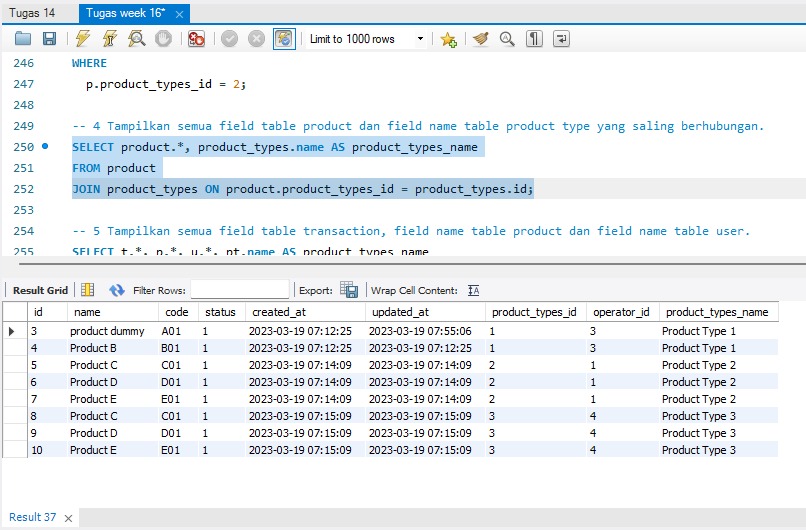 Tugas 14 Tugas week 16* ×
Limit to 1000 rows
246 WHERE
247 p.product_types_id = 2;
248
249 -- 4 Tampilkan semua field table product dan field name table product type yang saling berhubungan.
250 SELECT product.*, product_types.name AS product_types_name
251 FROM product
252 JOIN product_types ON product.product_types_id = product_types.id;
253
254 -- 5 Tampilkan semua field table transaction, field name table product dan field name table user.
255 SELECT t.*, p.*, u.*, pt.name AS product_types_name
Result Grid Filter Rows: Export: Wrap Cell Content:
id name code status created_at updated_at product_types_id operator_id product_types_name
3 product dummy A01 1 2023-03-19 07:12:25 2023-03-19 07:55:06 1 3 Product Type 1
4 Product B B01 1 2023-03-19 07:12:25 2023-03-19 07:12:25 1 3 Product Type 1
5 Product C C01 1 2023-03-19 07:14:09 2023-03-19 07:14:09 2 1 Product Type 2
6 Product D D01 1 2023-03-19 07:14:09 2023-03-19 07:14:09 2 1 Product Type 2
7 Product E E01 1 2023-03-19 07:14:09 2023-03-19 07:14:09 2 1 Product Type 2
8 Product C C01 1 2023-03-19 07:15:09 2023-03-19 07:15:09 3 4 Product Type 3
9 Product D D01 1 2023-03-19 07:15:09 2023-03-19 07:15:09 3 4 Product Type 3
10 Product E E01 1 2023-03-19 07:15:09 2023-03-19 07:15:09 3 4 Product Type 3
Result 37 ×